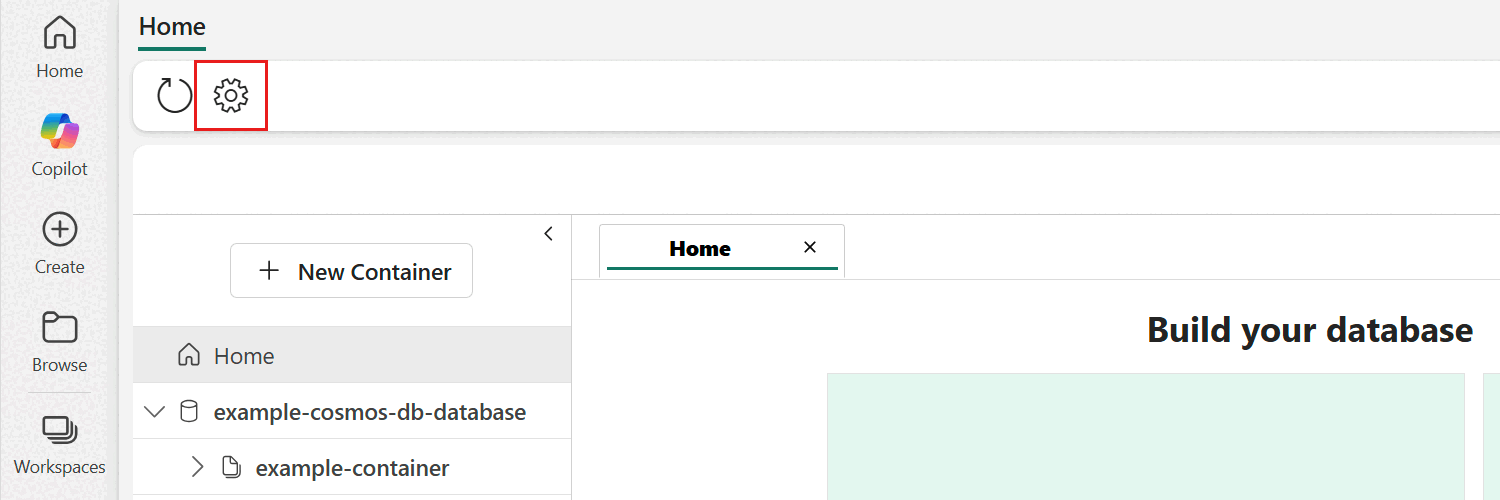 Home
Copilot
Create
Browse
Workspaces
Home
New Container
Home
example-cosmos-db-database
example-container
Home
Build your database